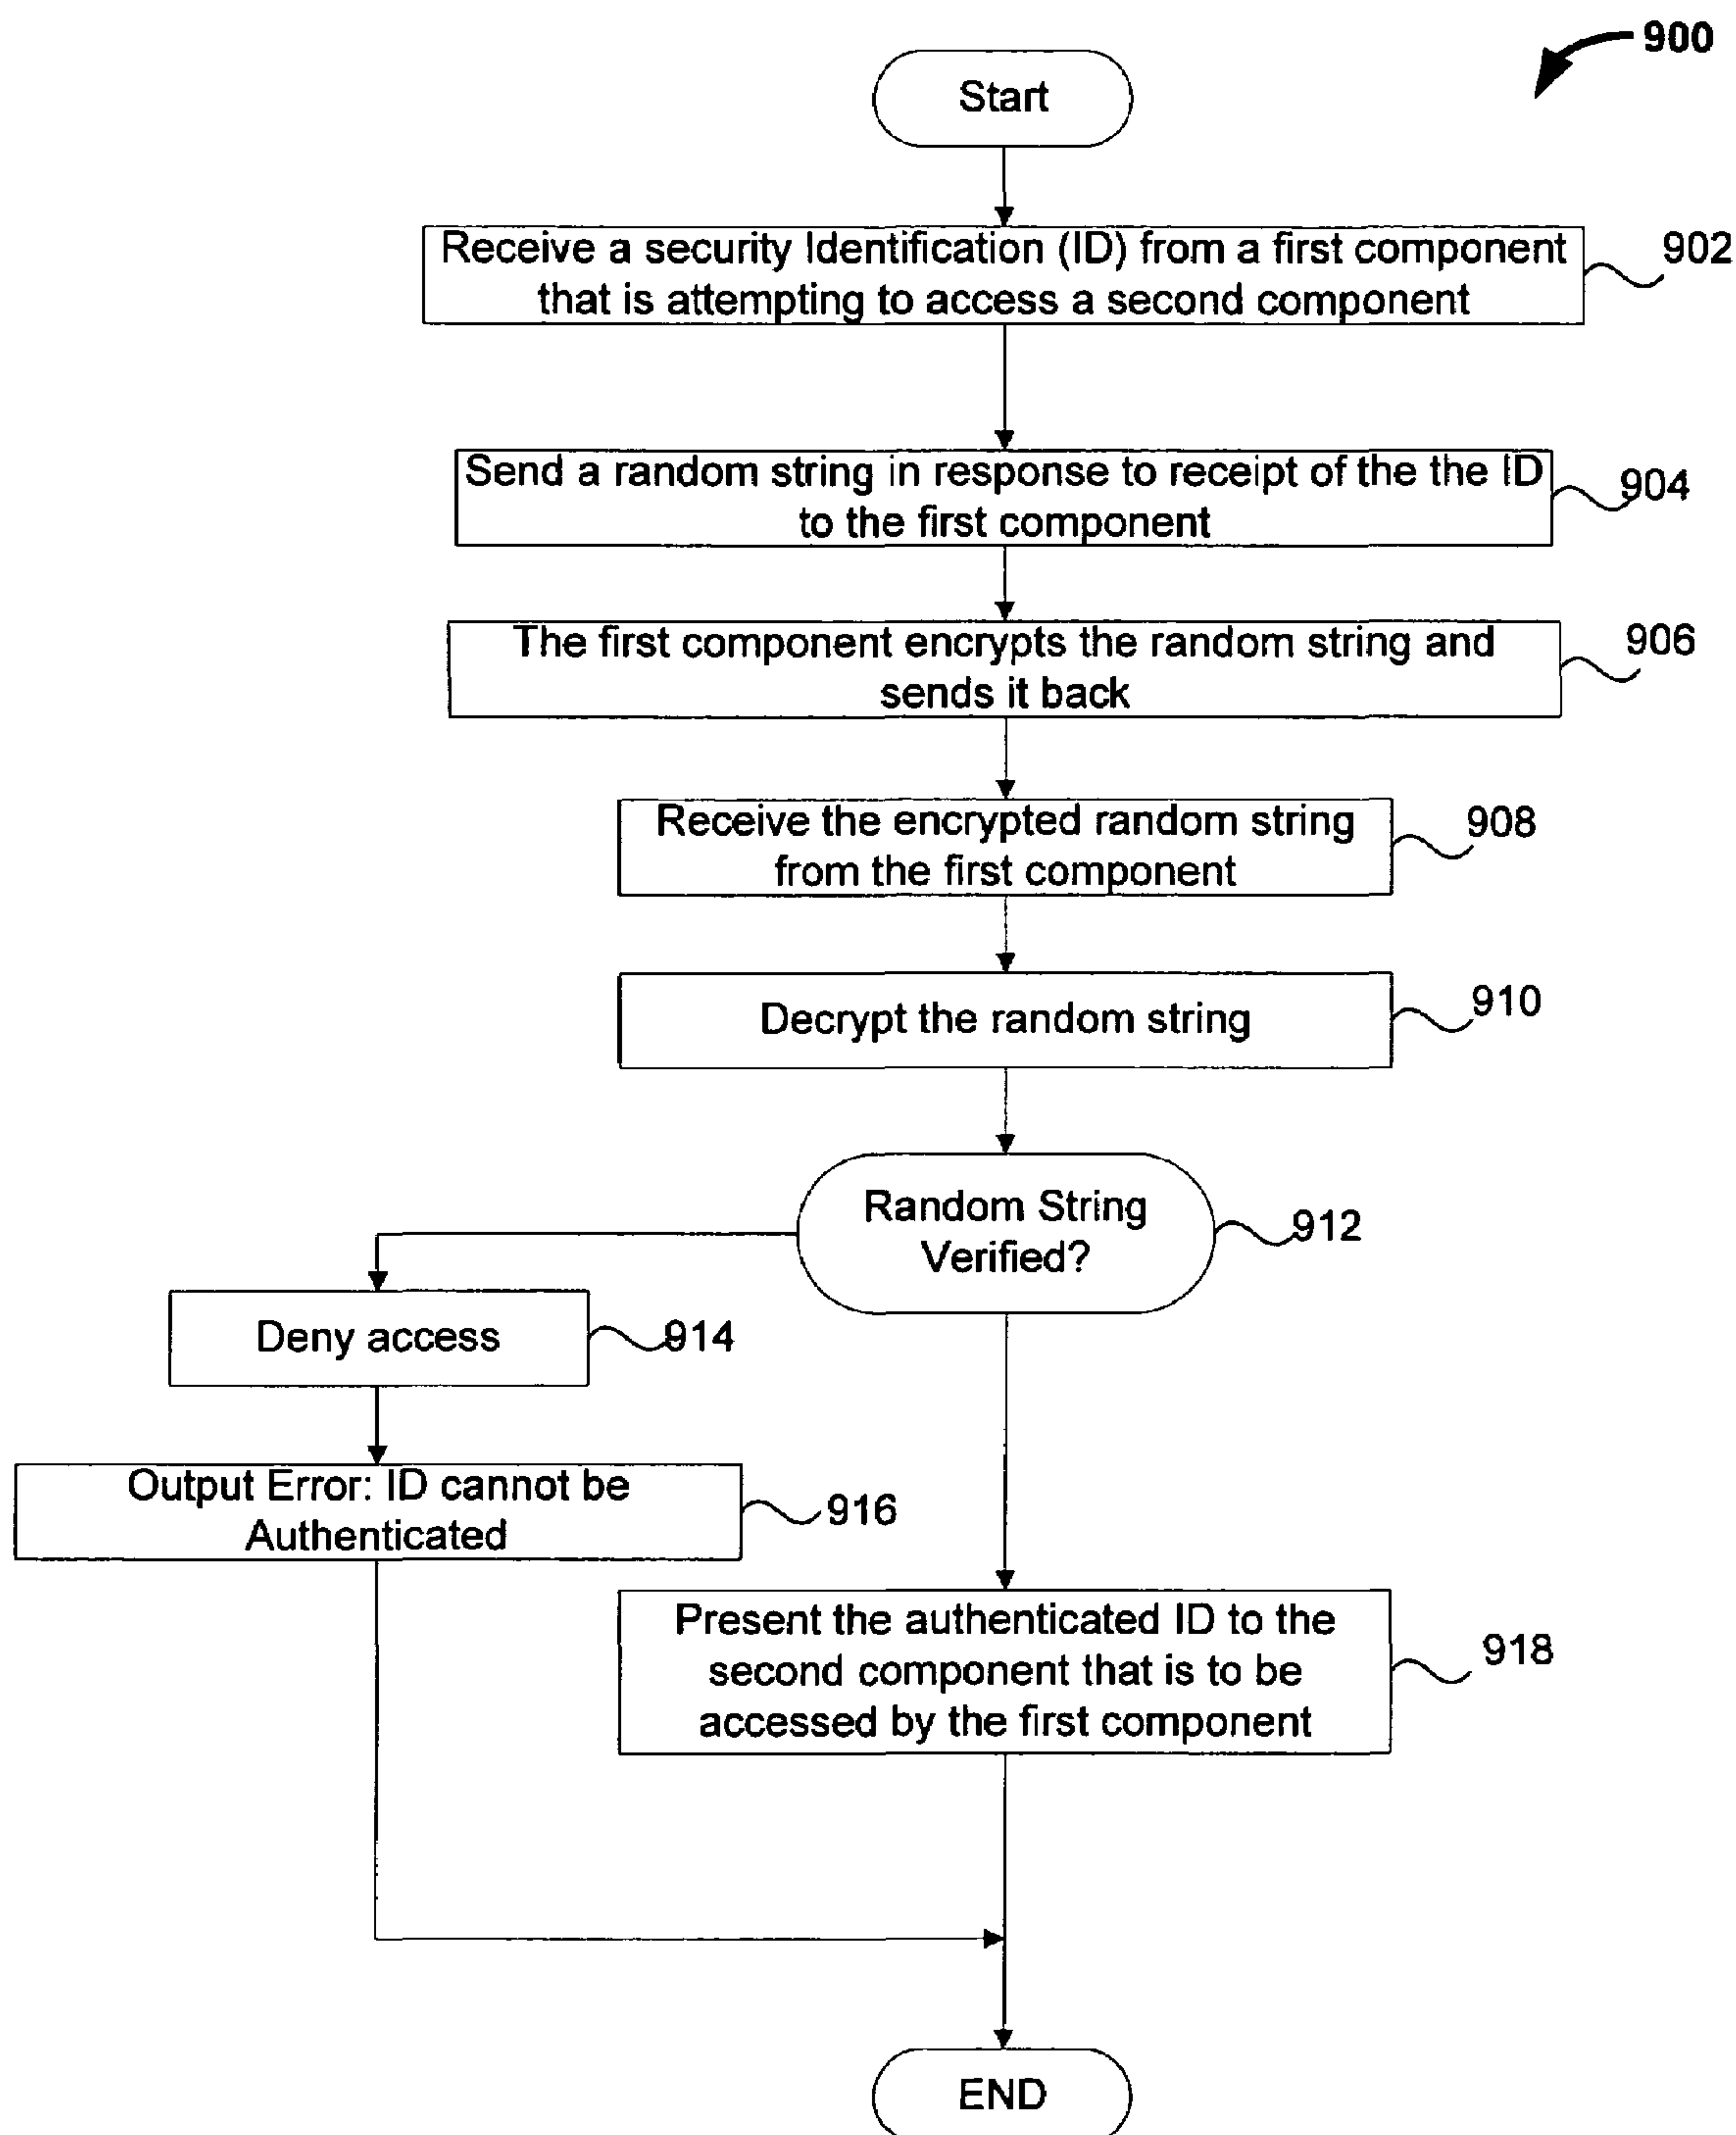 900
Start
Receive a security Identification (ID) from a first component
that is attempting to access a second component
902
Send a random string in response to receipt of the the ID
to the first component
904
The first component encrypts the random string and
sends it back
906
Receive the encrypted random string
from the first component
908
Decrypt the random string
910
Random String
Verified?
912
Deny access
914
Output Error: ID cannot be
Authenticated
916
Present the authenticated ID to the
second component that is to be
accessed by the first component
918
END